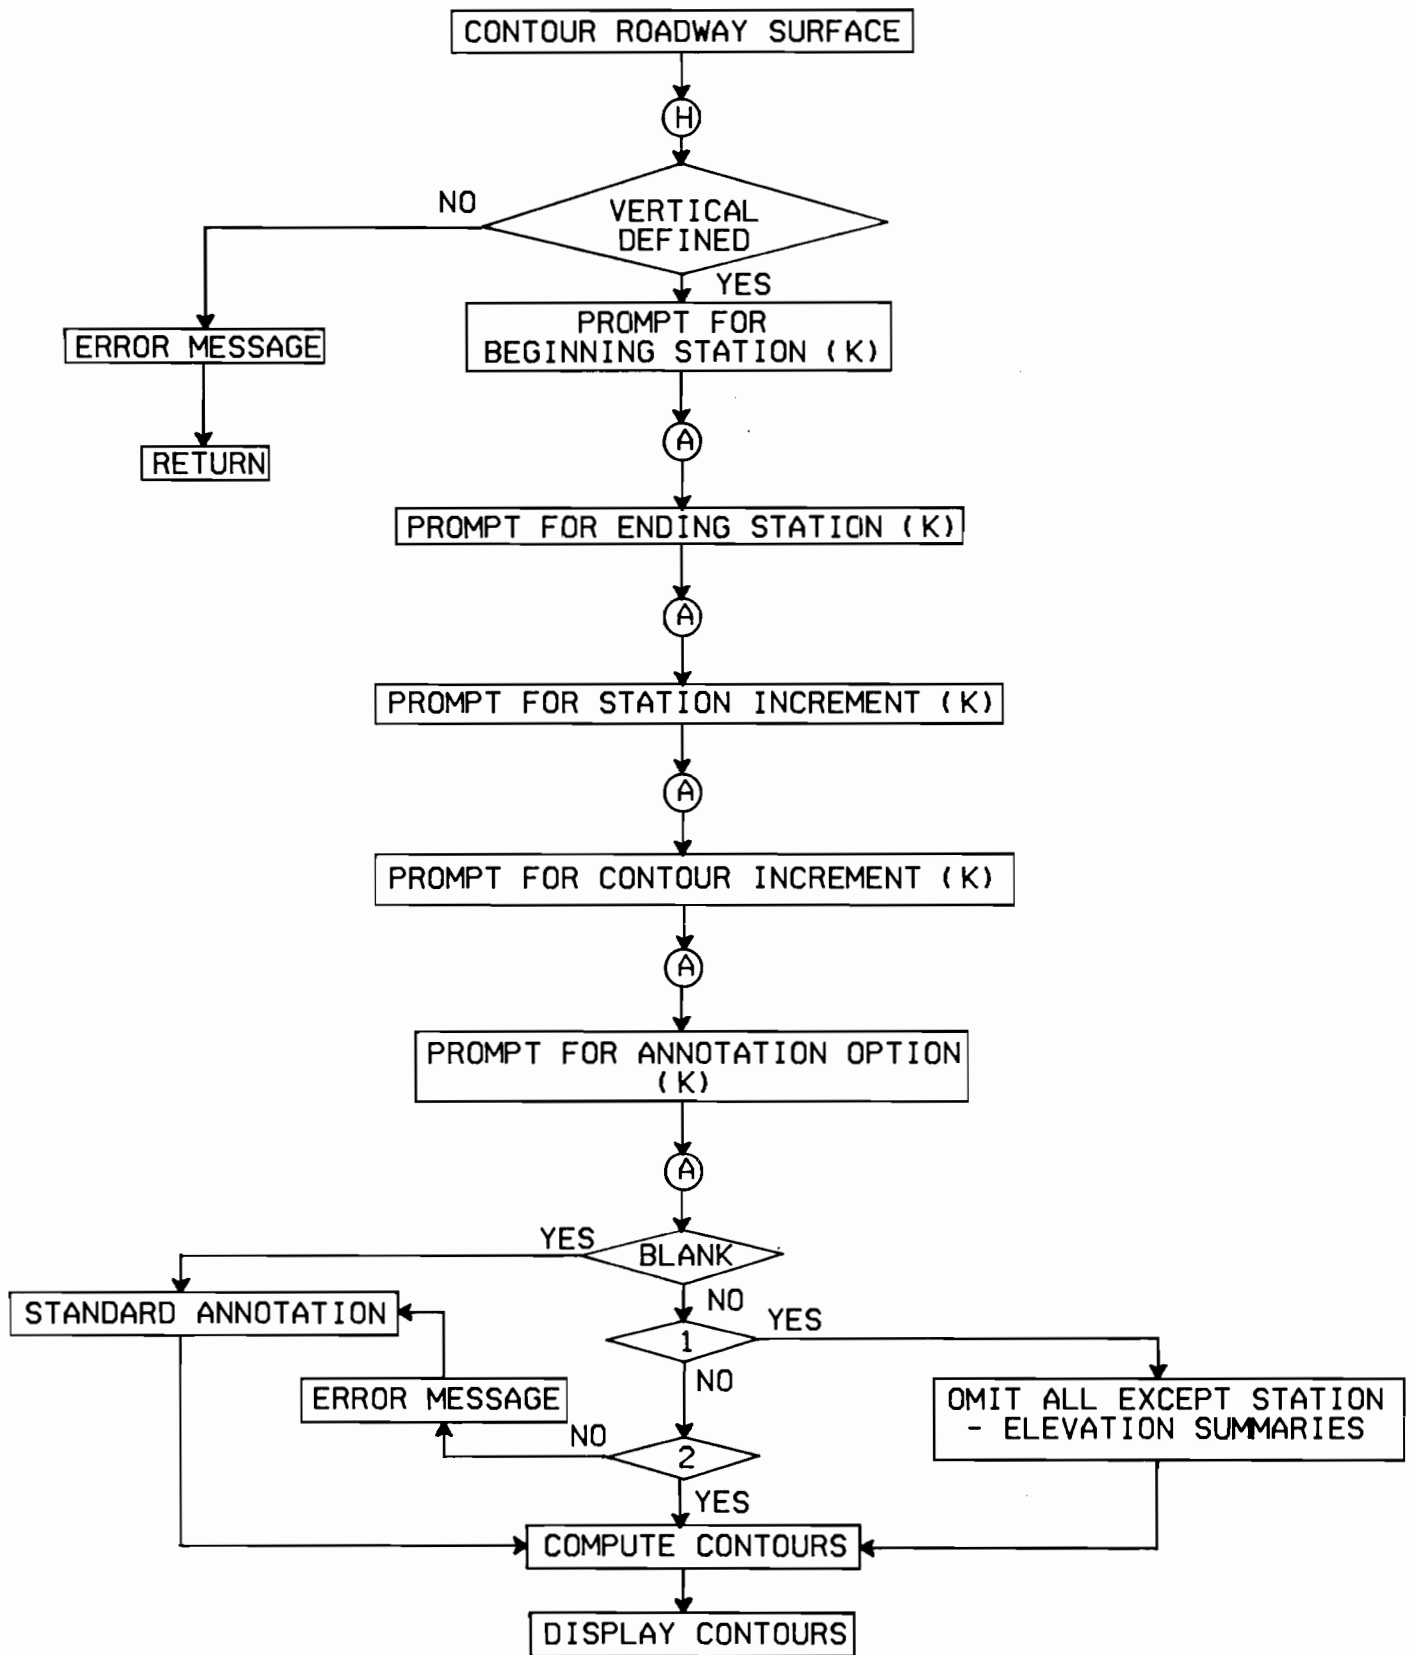 CONTOUR ROADWAY SURFACE
H
NO
VERTICAL
DEFINED
YES
PROMPT FOR
BEGINNING STATION (K)
ERROR MESSAGE
A
RETURN
PROMPT FOR ENDING STATION (K)
A
PROMPT FOR STATION INCREMENT (K)
A
PROMPT FOR CONTOUR INCREMENT (K)
A
PROMPT FOR ANNOTATION OPTION
(K)
A
YES
BLANK
NO
STANDARD ANNOTATION
1
YES
NO
ERROR MESSAGE
OMIT ALL EXCEPT STATION
- ELEVATION SUMMARIES
NO
2
YES
COMPUTE CONTOURS
DISPLAY CONTOURS